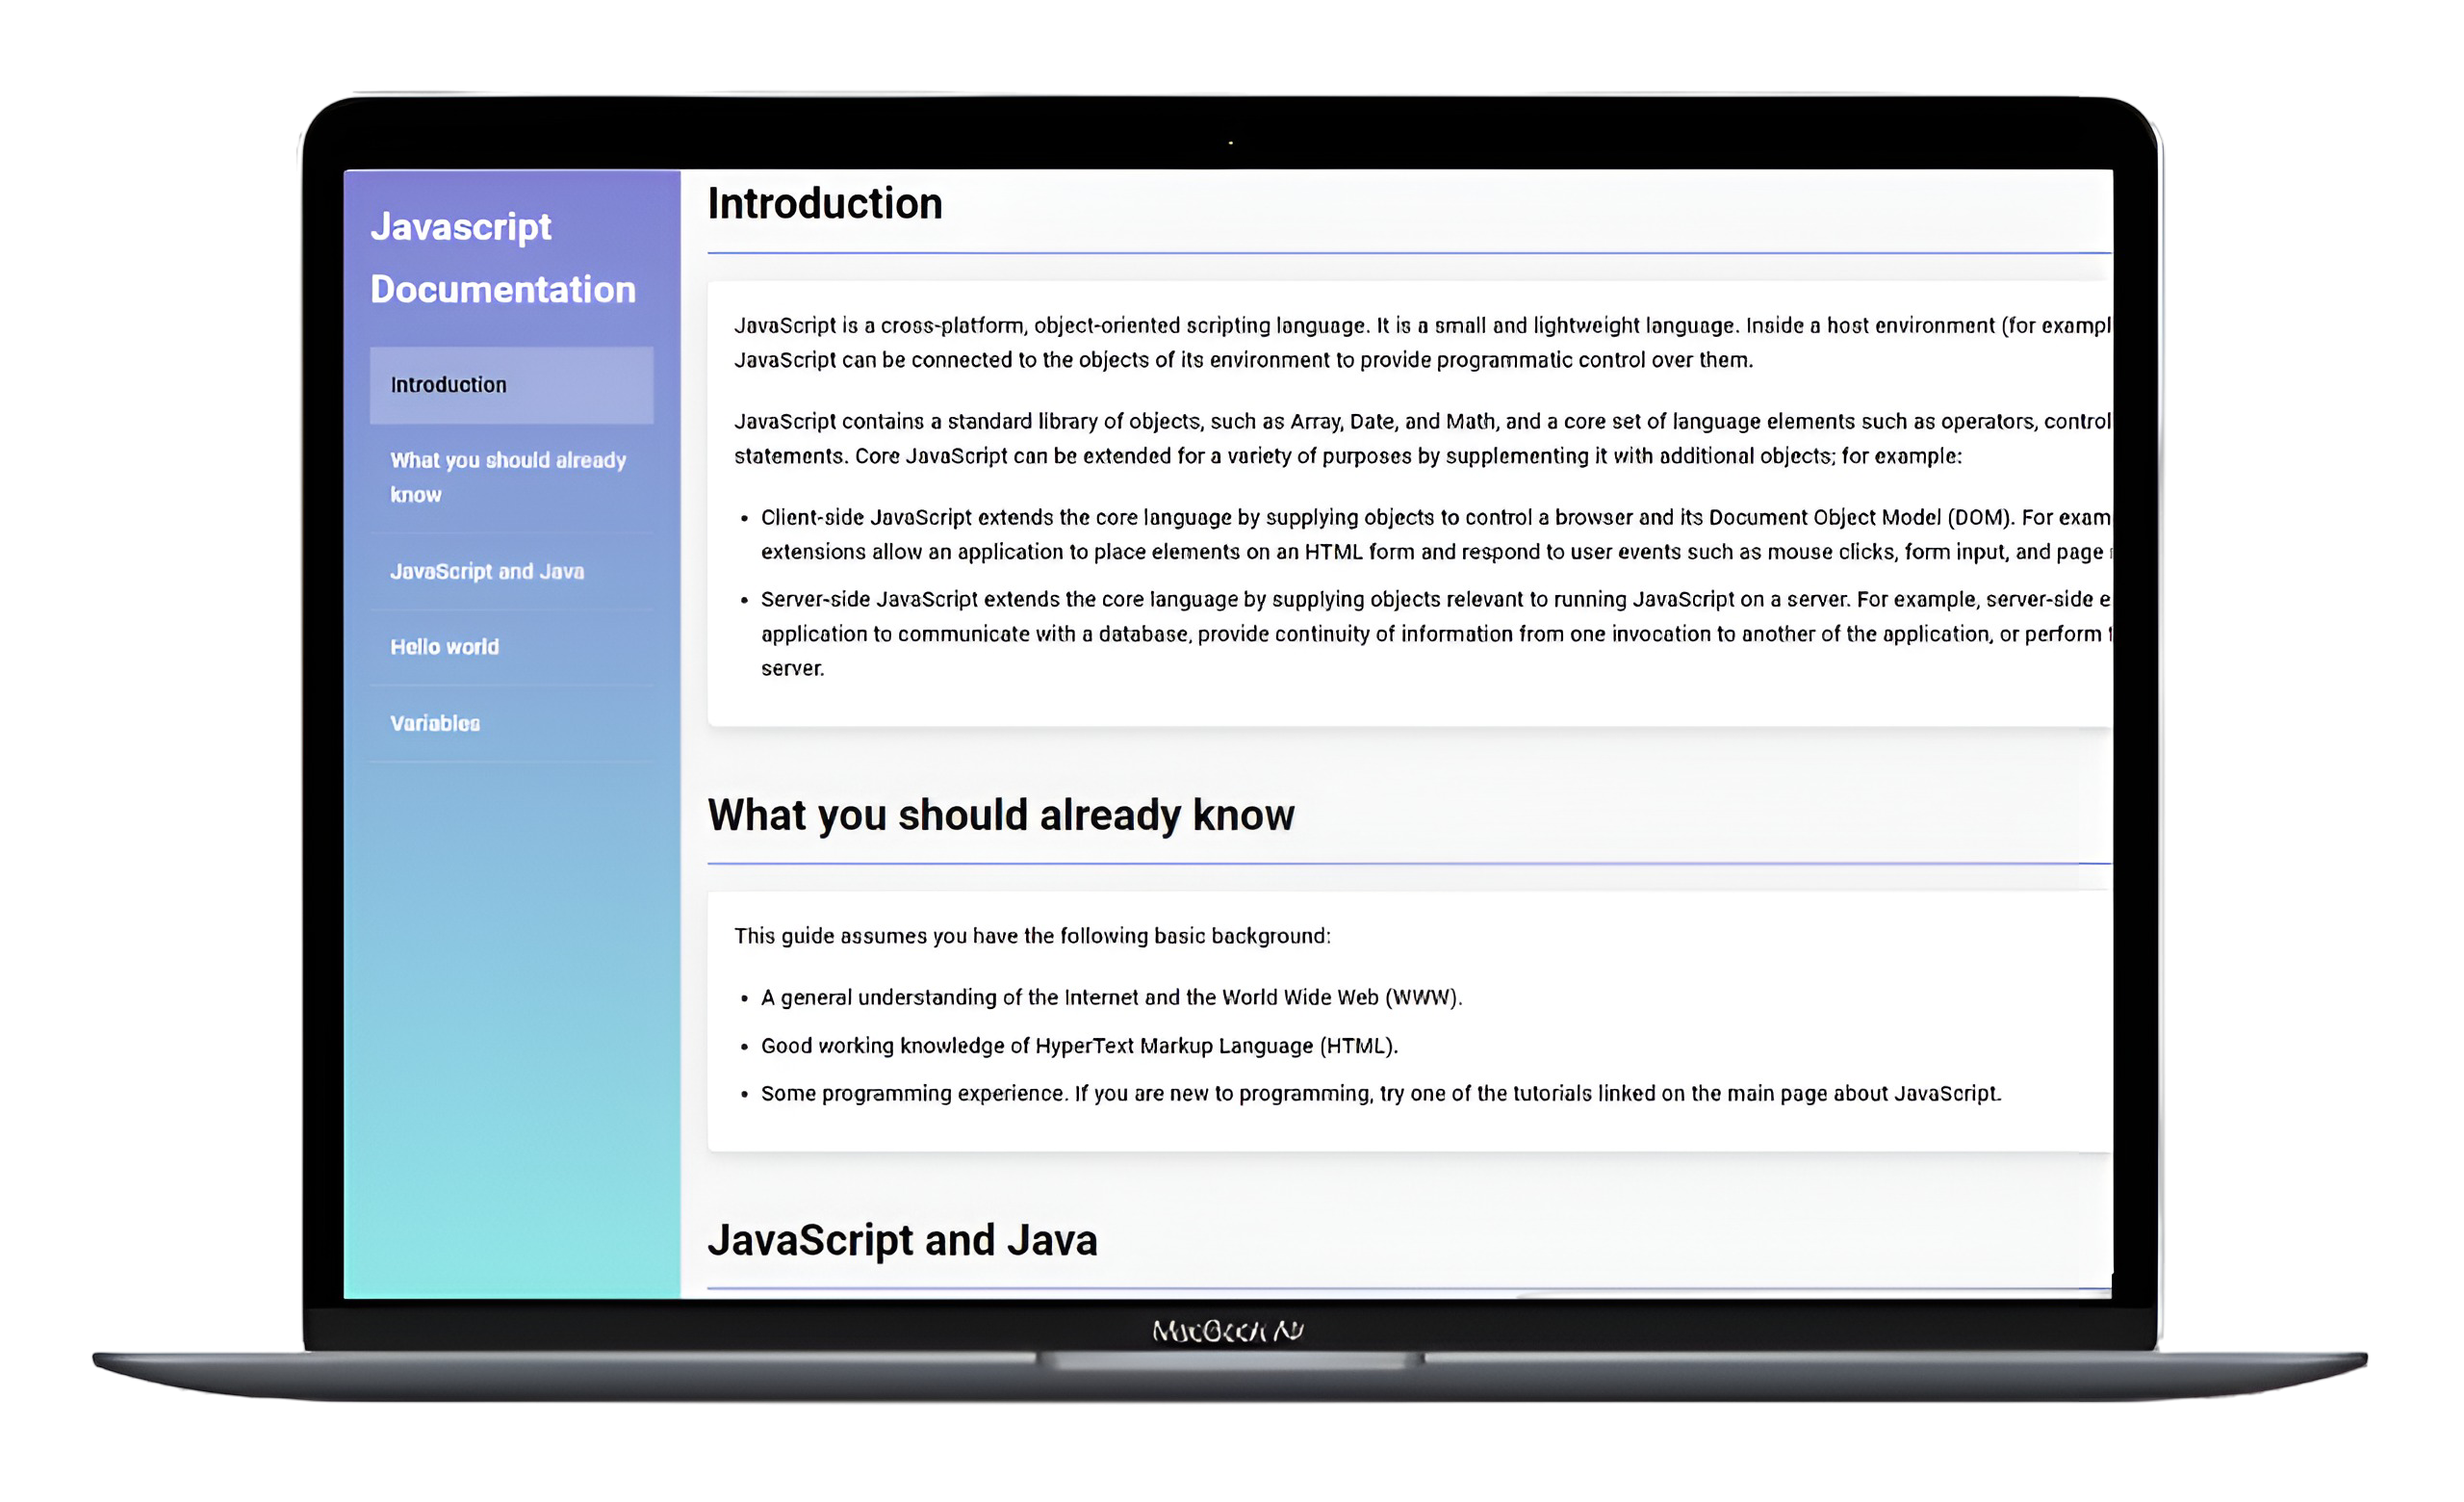 Javascript
Documentation
Introduction
What you should already
know
JavaScript and Java
Hello world
Variables
Introduction
JavaScript is a cross-platform, object-oriented scripting language. It is a small and lightweight language. Inside a host environment (for exampl
JavaScript can be connected to the objects of its environment to provide programmatic control over them.
JavaScript contains a standard library of objects, such as Array, Date, and Math, and a core set of language elements such as operators, control
statements. Core JavaScript can be extended for a variety of purposes by supplementing it with additional objects; for example:
• Client-side JavaScript extends the core language by supplying objects to control a browser and its Document Object Model (DOM). For exam
extensions allow an application to place elements on an HTML form and respond to user events such as mouse clicks, form input, and page
• Server-side JavaScript extends the core language by supplying objects relevant to running JavaScript on a server. For example, server-side e
application to communicate with a database, provide continuity of information from one invocation to another of the application, or perform
server.
What you should already know
This guide assumes you have the following basic background:
• A general understanding of the Internet and the World Wide Web (WWW).
• Good working knowledge of HyperText Markup Language (HTML).
• Some programming experience. If you are new to programming, try one of the tutorials linked on the main page about JavaScript.
JavaScript and Java